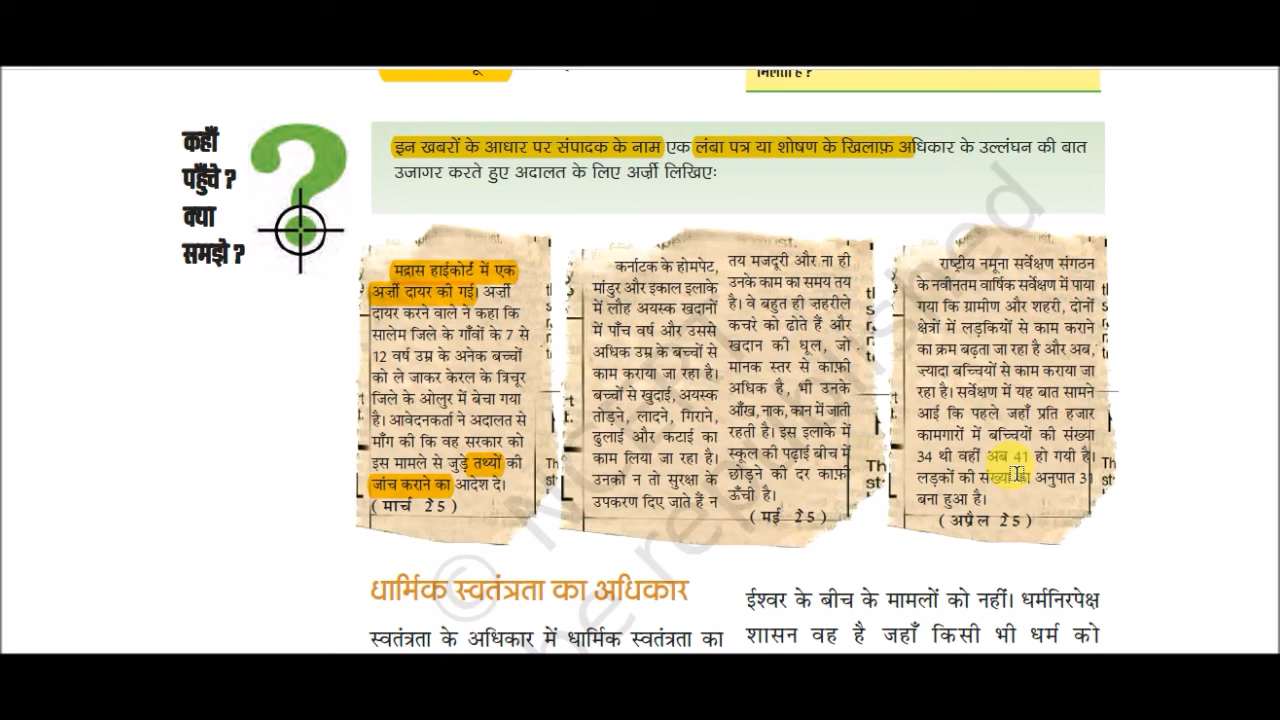 मिलता है?
कहाँ
पहुँचे?
क्या
समझे?
इन खबरों के आधार पर संपादक के नाम एक लंबा पत्र या शोषण के खिलाफ़ अधिकार के उल्लंघन की बात
उजागर करते हुए अदालत के लिए अर्ज़ी लिखिएः
मद्रास हाईकोर्ट में एक
अर्ज़ी दायर की गई। अर्ज़ी
दायर करने वाले ने कहा कि
सालेम जिले के गाँवों के 7 से
12 वर्ष उम्र के अनेक बच्चों
को ले जाकर केरल के त्रिचूर
जिले के ओलुर में बेचा गया
है। आवेदनकर्ता ने अदालत से
माँग की कि वह सरकार को
इस मामले से जुड़े तथ्यों की
जांच कराने का आदेश दे।
(मार्च 25)
कर्नाटक के होमपेट,
मांडुर और इकाल इलाके
में लौह अयस्क खदानों
में पाँच वर्ष और उससे
अधिक उम्र के बच्चों से
काम कराया जा रहा है।
बच्चों से खुदाई, अयस्क
तोड़ने, लादने, गिराने,
ढुलाई और कटाई का
काम लिया जा रहा है।
उनको न तो सुरक्षा के
उपकरण दिए जाते हैं न
तय मजदूरी और ना ही
उनके काम का समय तय
है। वे बहुत ही जहरीले
कचरे को ढोते हैं और
खदान की धूल, जो
मानक स्तर से काफ़ी
अधिक है, भी उनके
आँख, नाक, कान में जाती
रहती है। इस इलाके में
स्कूल की पढ़ाई बीच में
छोड़ने की दर काफ़ी
ऊँची है।
(मई 25)
राष्ट्रीय नमूना सर्वेक्षण संगठन
के नवीनतम वार्षिक सर्वेक्षण में पाया
गया कि ग्रामीण और शहरी, दोनों
क्षेत्रों में लड़कियों से काम कराने
का क्रम बढ़ता जा रहा है और अब,
ज्यादा बच्चियों से काम कराया जा
रहा है। सर्वेक्षण में यह बात सामने
आई कि पहले जहाँ प्रति हजार
कामगारों में बच्चियों की संख्या
34 थी वहीं अब 41 हो गयी है।
लड़कों की संख्या का अनुपात 31
बना हुआ है।
(अप्रैल 25)
धार्मिक स्वतंत्रता का अधिकार
स्वतंत्रता के अधिकार में धार्मिक स्वतंत्रता का
ईश्वर के बीच के मामलों को नहीं। धर्मनिरपेक्ष
शासन वह है जहाँ किसी भी धर्म को